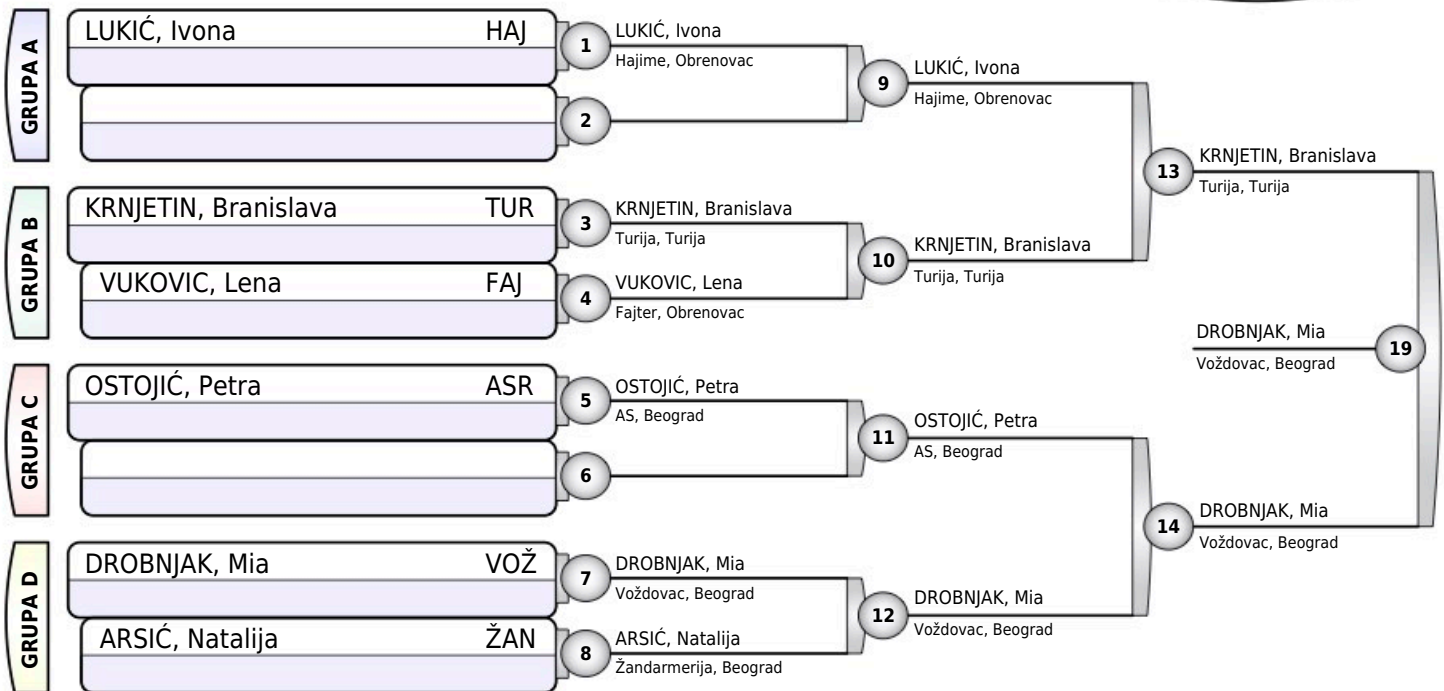 GRUPA A
LUKIĆ, Ivona HAJ
1
2
LUKIĆ, Ivona
Hajime, Obrenovac
9
LUKIĆ, Ivona
Hajime, Obrenovac
GRUPA B
KRNJETIN, Branislava TUR
VUKOVIC, Lena FAJ
3
4
KRNJETIN, Branislava
Turija, Turija
VUKOVIC, Lena
Fajter, Obrenovac
10
KRNJETIN, Branislava
Turija, Turija
13
KRNJETIN, Branislava
Turija, Turija
GRUPA C
OSTOJIĆ, Petra ASR
5
6
OSTOJIĆ, Petra
AS, Beograd
11
OSTOJIĆ, Petra
AS, Beograd
GRUPA D
DROBNJAK, Mia VOŽ
ARSIĆ, Natalija ŽAN
7
8
DROBNJAK, Mia
Voždovac, Beograd
ARSIĆ, Natalija
Žandarmerija, Beograd
12
DROBNJAK, Mia
Voždovac, Beograd
14
DROBNJAK, Mia
Voždovac, Beograd
DROBNJAK, Mia
Voždovac, Beograd
19